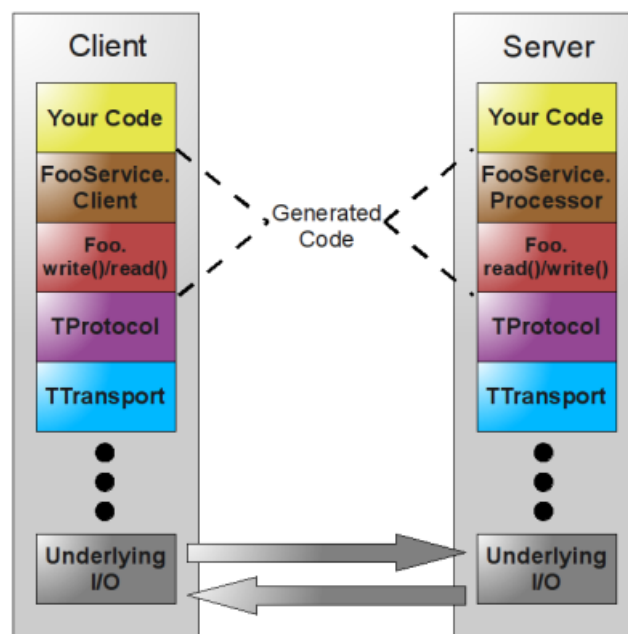 Client
Your Code
FooService.
Client
Foo.
write()/read()
TProtocol
TTransport
Underlying
I/O
Generated
Code
Server
Your Code
FooService.
Processor
Foo.
read()/write()
TProtocol
TTransport
Underlying
I/O